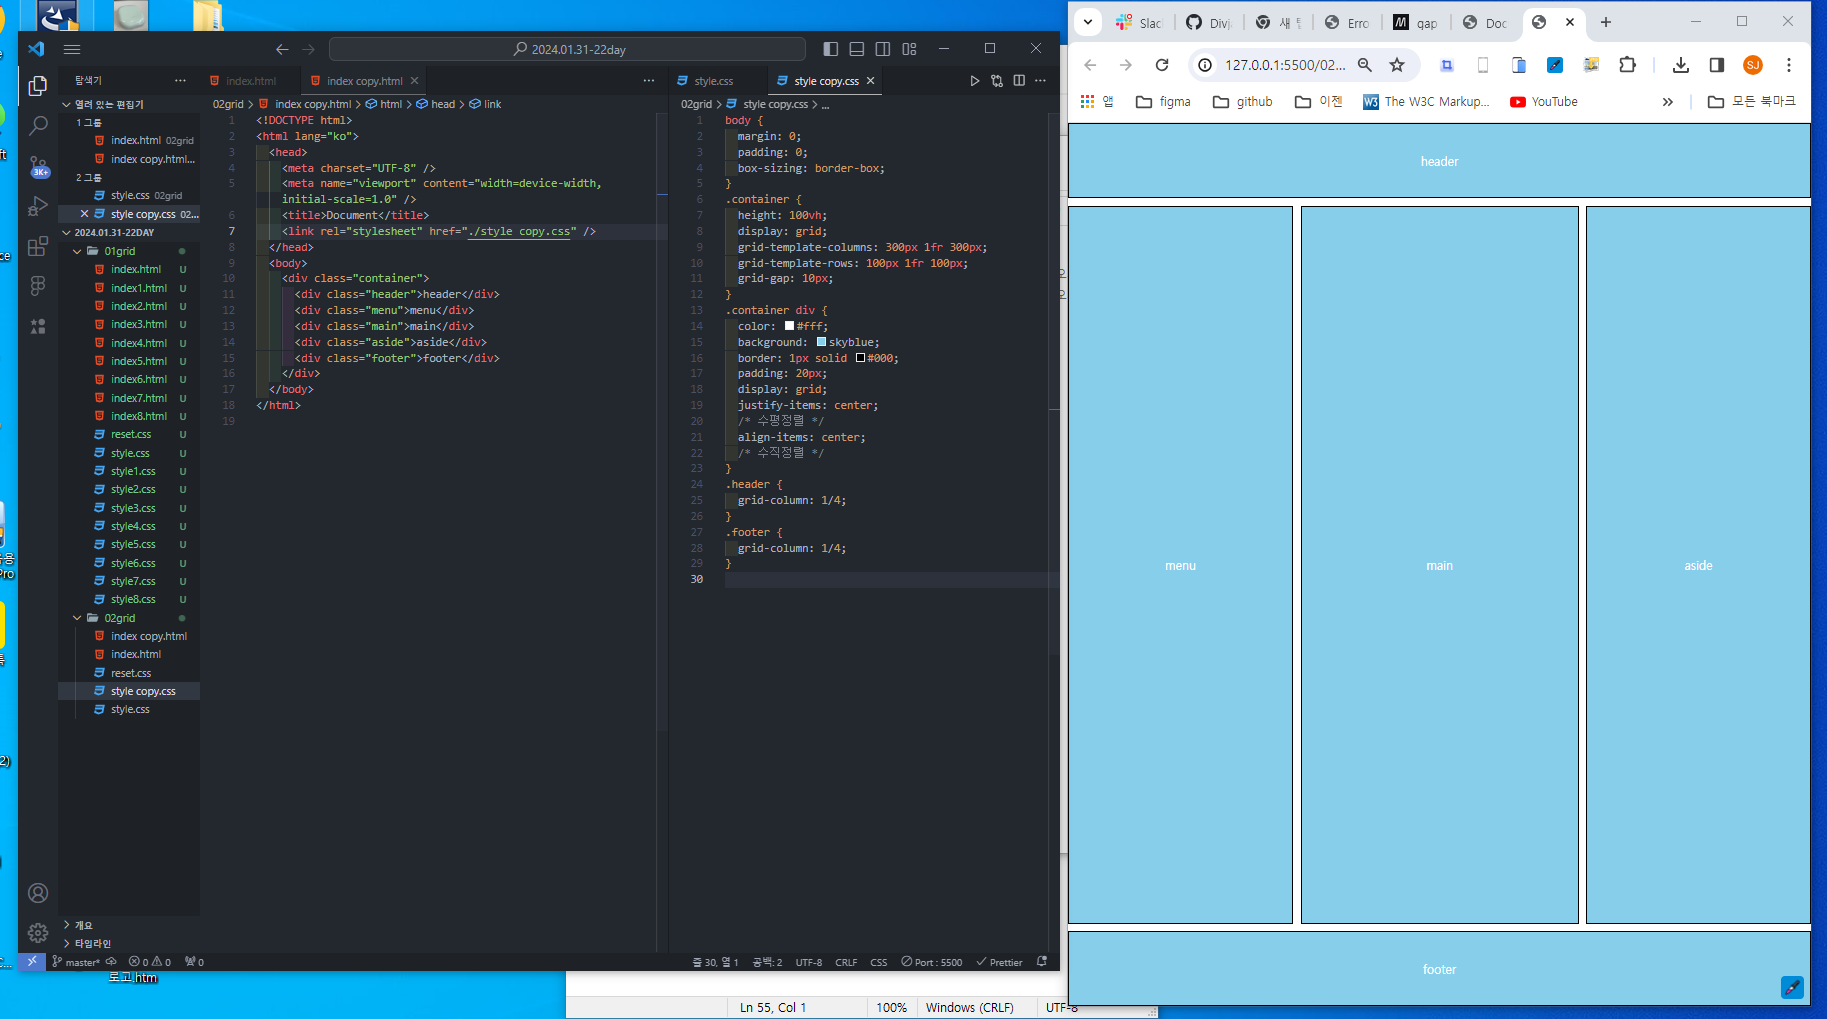 2024.01.31-22day
탐색기
열려 있는 편집기
1 그룹
index.html 02grid
index copy.html...
2 그룹
style.css 02grid
style copy.css 02...
2024.01.31-22DAY
01grid
index.html U
index1.html U
index2.html U
index3.html U
index4.html U
index5.html U
index6.html U
index7.html U
index8.html U
reset.css U
style.css U
style1.css U
style2.css U
style3.css U
style4.css U
style5.css U
style6.css U
style7.css U
style8.css U
02grid
index copy.html
index.html
reset.css
style copy.css
style.css
개요
타임라인
3K+
index.html
index copy.html
02grid > index copy.html > html > head > link
1 <!DOCTYPE html>
2 <html lang="ko">
3 <head>
4 <meta charset="UTF-8" />
5 <meta name="viewport" content="width=device-width,
initial-scale=1.0" />
6 <title>Document</title>
7 <link rel="stylesheet" href="./style copy.css" />
8 </head>
9 <body>
10 <div class="container">
11 <div class="header">header</div>
12 <div class="menu">menu</div>
13 <div class="main">main</div>
14 <div class="aside">aside</div>
15 <div class="footer">footer</div>
16 </div>
17 </body>
18 </html>
19
style.css
style copy.css
02grid > style copy.css > ...
1 body {
2 margin: 0;
3 padding: 0;
4 box-sizing: border-box;
5 }
6 .container {
7 height: 100vh;
8 display: grid;
9 grid-template-columns: 300px 1fr 300px;
10 grid-template-rows: 100px 1fr 100px;
11 grid-gap: 10px;
12 }
13 .container div {
14 color: #fff;
15 background: skyblue;
16 border: 1px solid #000;
17 padding: 20px;
18 display: grid;
19 justify-items: center;
20 /* 수평정렬 */
21 align-items: center;
22 /* 수직정렬 */
23 }
24 .header {
25 grid-column: 1/4;
26 }
27 .footer {
28 grid-column: 1/4;
29 }
30
master* 0 0 0
줄 30, 열 1 공백: 2 UTF-8 CRLF CSS Port : 5500 Prettier
로고.htm
Ln 55, Col 1 100% Windows (CRLF) UTF-8
Slac Divj 새 Erro gap Doc
127.0.0.1:5500/02...
SJ
앱 figma github 이젠 The W3C Markup... YouTube » 모든 북마크
header
menu main aside
footer